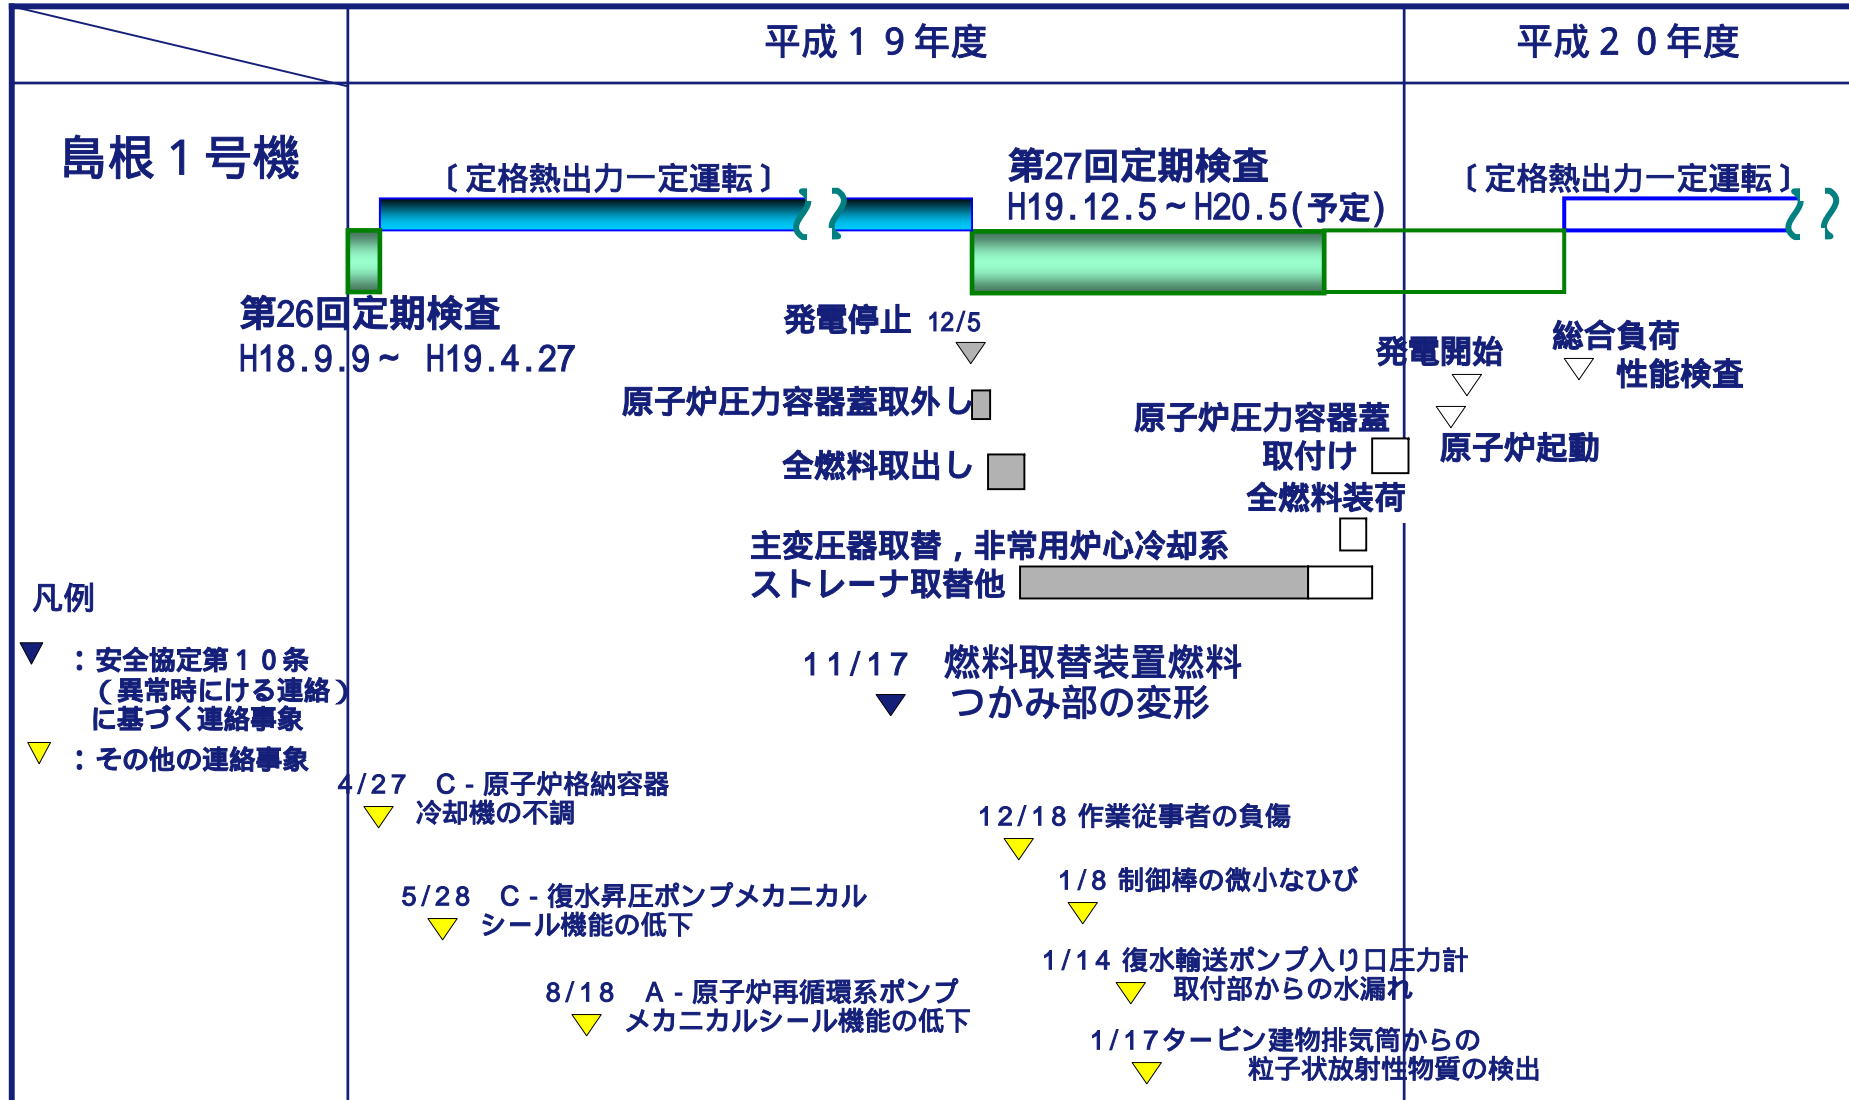 平成１９年度
平成２０年度
島根１号機
〔定格熱出力一定運転〕
第27回定期検査
H19.12.5～H20.5(予定)
〔定格熱出力一定運転〕
第26回定期検査
H18.9.9～ H19.4.27
発電停止 12/5
発電開始
総合負荷
性能検査
原子炉圧力容器蓋取外し
原子炉圧力容器蓋
取付け
原子炉起動
全燃料取出し
全燃料装荷
主変圧器取替，非常用炉心冷却系
ストレーナ取替他
凡例
：安全協定第１０条
（異常時にける連絡）
に基づく連絡事象
：その他の連絡事象
11/17 燃料取替装置燃料
つかみ部の変形
4/27 C‐原子炉格納容器
冷却機の不調
12/18 作業従事者の負傷
5/28 C‐復水昇圧ポンプメカニカル
シール機能の低下
1/8 制御棒の微小なひび
8/18 A‐原子炉再循環系ポンプ
メカニカルシール機能の低下
1/14 復水輸送ポンプ入り口圧力計
取付部からの水漏れ
1/17タービン建物排気筒からの
粒子状放射性物質の検出